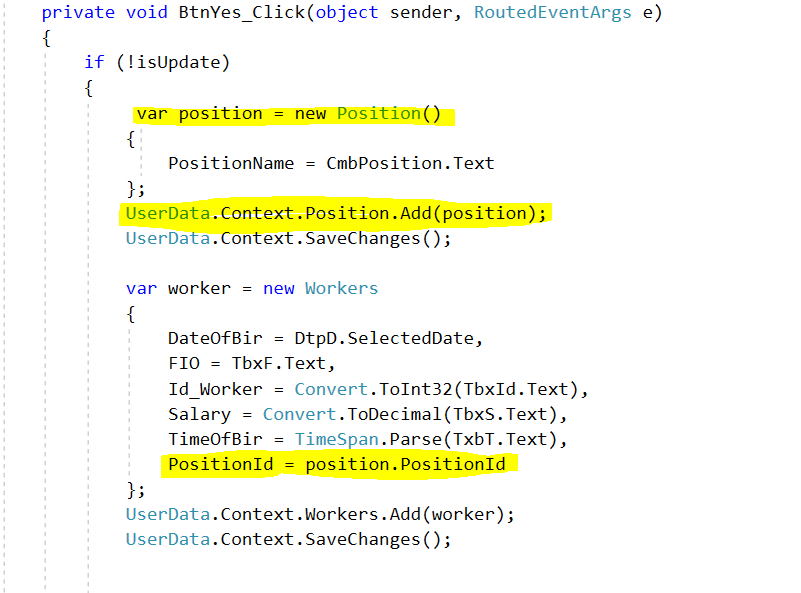 private void BtnYes_Click(object sender, RoutedEventArgs e)
{
if (!isUpdate)
{
var position = new Position()
{
PositionName = CmbPosition.Text
};
UserData.Context.Position.Add(position);
UserData.Context.SaveChanges();
var worker = new Workers
{
DateOfBir = DtpD.SelectedDate,
FIO = TbxF.Text,
Id_Worker = Convert.ToInt32(TbxId.Text),
Salary = Convert.ToDecimal(TbxS.Text),
TimeOfBir = TimeSpan.Parse(TxbT.Text),
PositionId = position.PositionId
};
UserData.Context.Workers.Add(worker);
UserData.Context.SaveChanges();